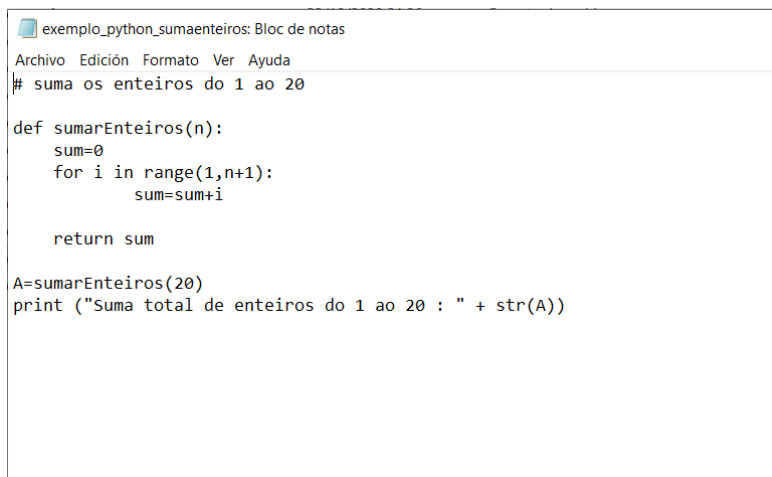 exemplo_python_sumaenteiros: Bloc de notas
Archivo Edición Formato Ver Ayuda
# suma os enteiros do 1 ao 20
def sumarEnteiros(n):
    sum=0
    for i in range(1,n+1):
            sum=sum+i
    return sum
A=sumarEnteiros(20)
print ("Suma total de enteiros do 1 ao 20 : " + str(A))